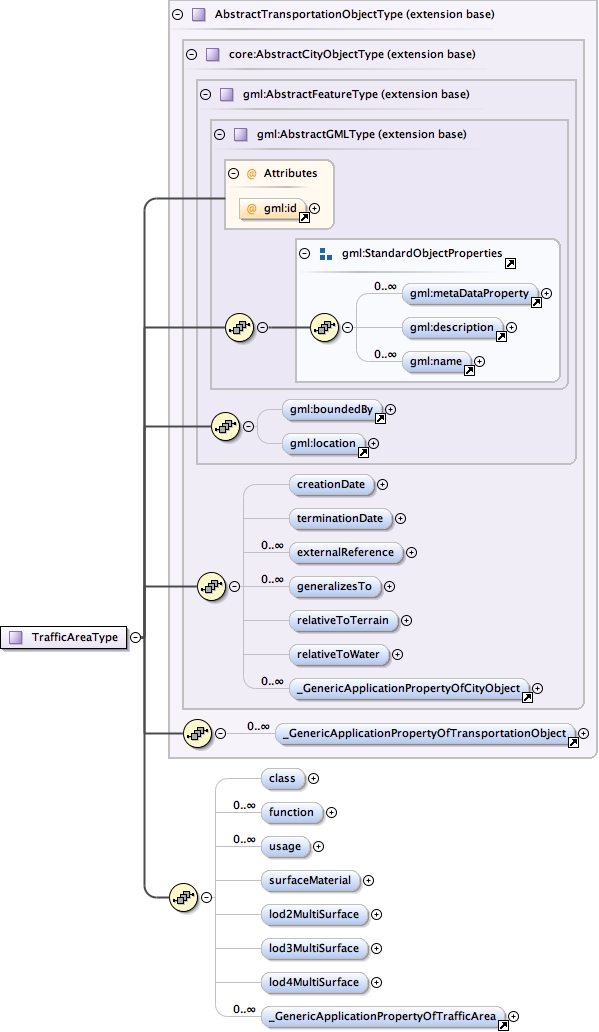 AbstractTransportationObjectType (extension base)
core:AbstractCityObjectType (extension base)
gml:AbstractFeatureType (extension base)
gml:AbstractGMLType (extension base)
@ Attributes
@ gml:id
gml:StandardObjectProperties
0..∞
gml:metaDataProperty
gml:description
0..∞
gml:name
gml:boundedBy
gml:location
creationDate
terminationDate
0..∞
externalReference
0..∞
generalizesTo
relativeToTerrain
TrafficAreaType
relativeToWater
0..∞
_GenericApplicationPropertyOfCityObject
0..∞
_GenericApplicationPropertyOfTransportationObject
class
0..∞
function
0..∞
usage
surfaceMaterial
lod2MultiSurface
lod3MultiSurface
lod4MultiSurface
0..∞
_GenericApplicationPropertyOfTrafficArea